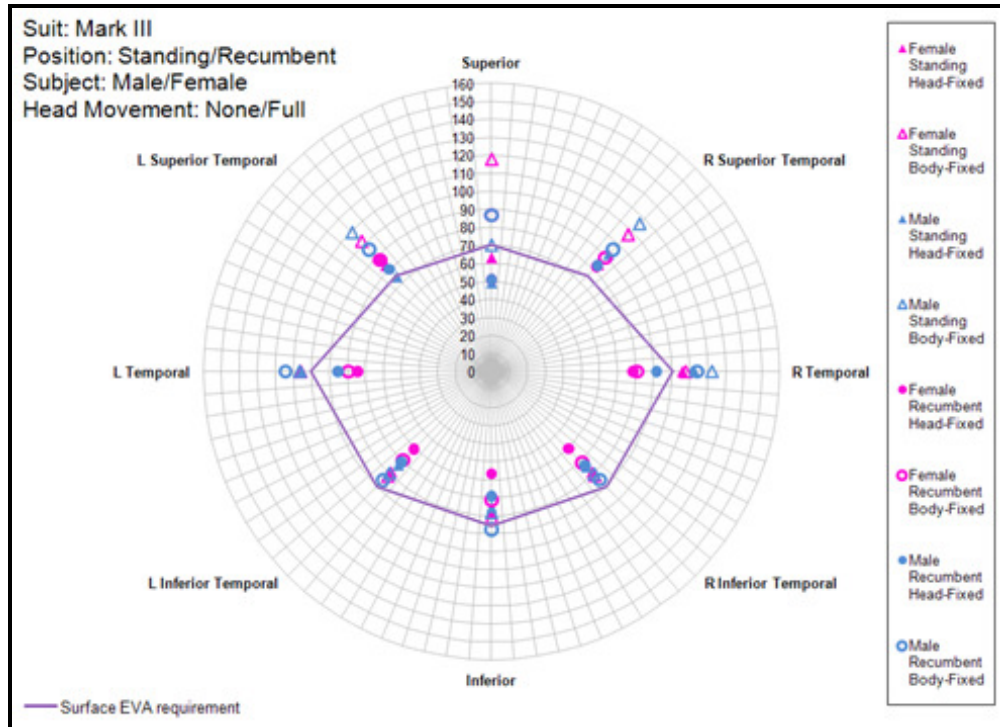 Suit: Mark III
Position: Standing/Recumbent
Subject: Male/Female
Head Movement: None/Full
Superior
160
150
140
130
120
110
100
90
80
70
60
50
40
30
20
10
0
L Superior Temporal
R Superior Temporal
L Temporal
R Temporal
L Inferior Temporal
R Inferior Temporal
Inferior
Surface EVA requirement
Female
Standing
Head-Fixed
Female
Standing
Body-Fixed
Male
Standing
Head-Fixed
Male
Standing
Body-Fixed
Female
Recumbent
Head-Fixed
Female
Recumbent
Body-Fixed
Male
Recumbent
Head-Fixed
Male
Recumbent
Body-Fixed